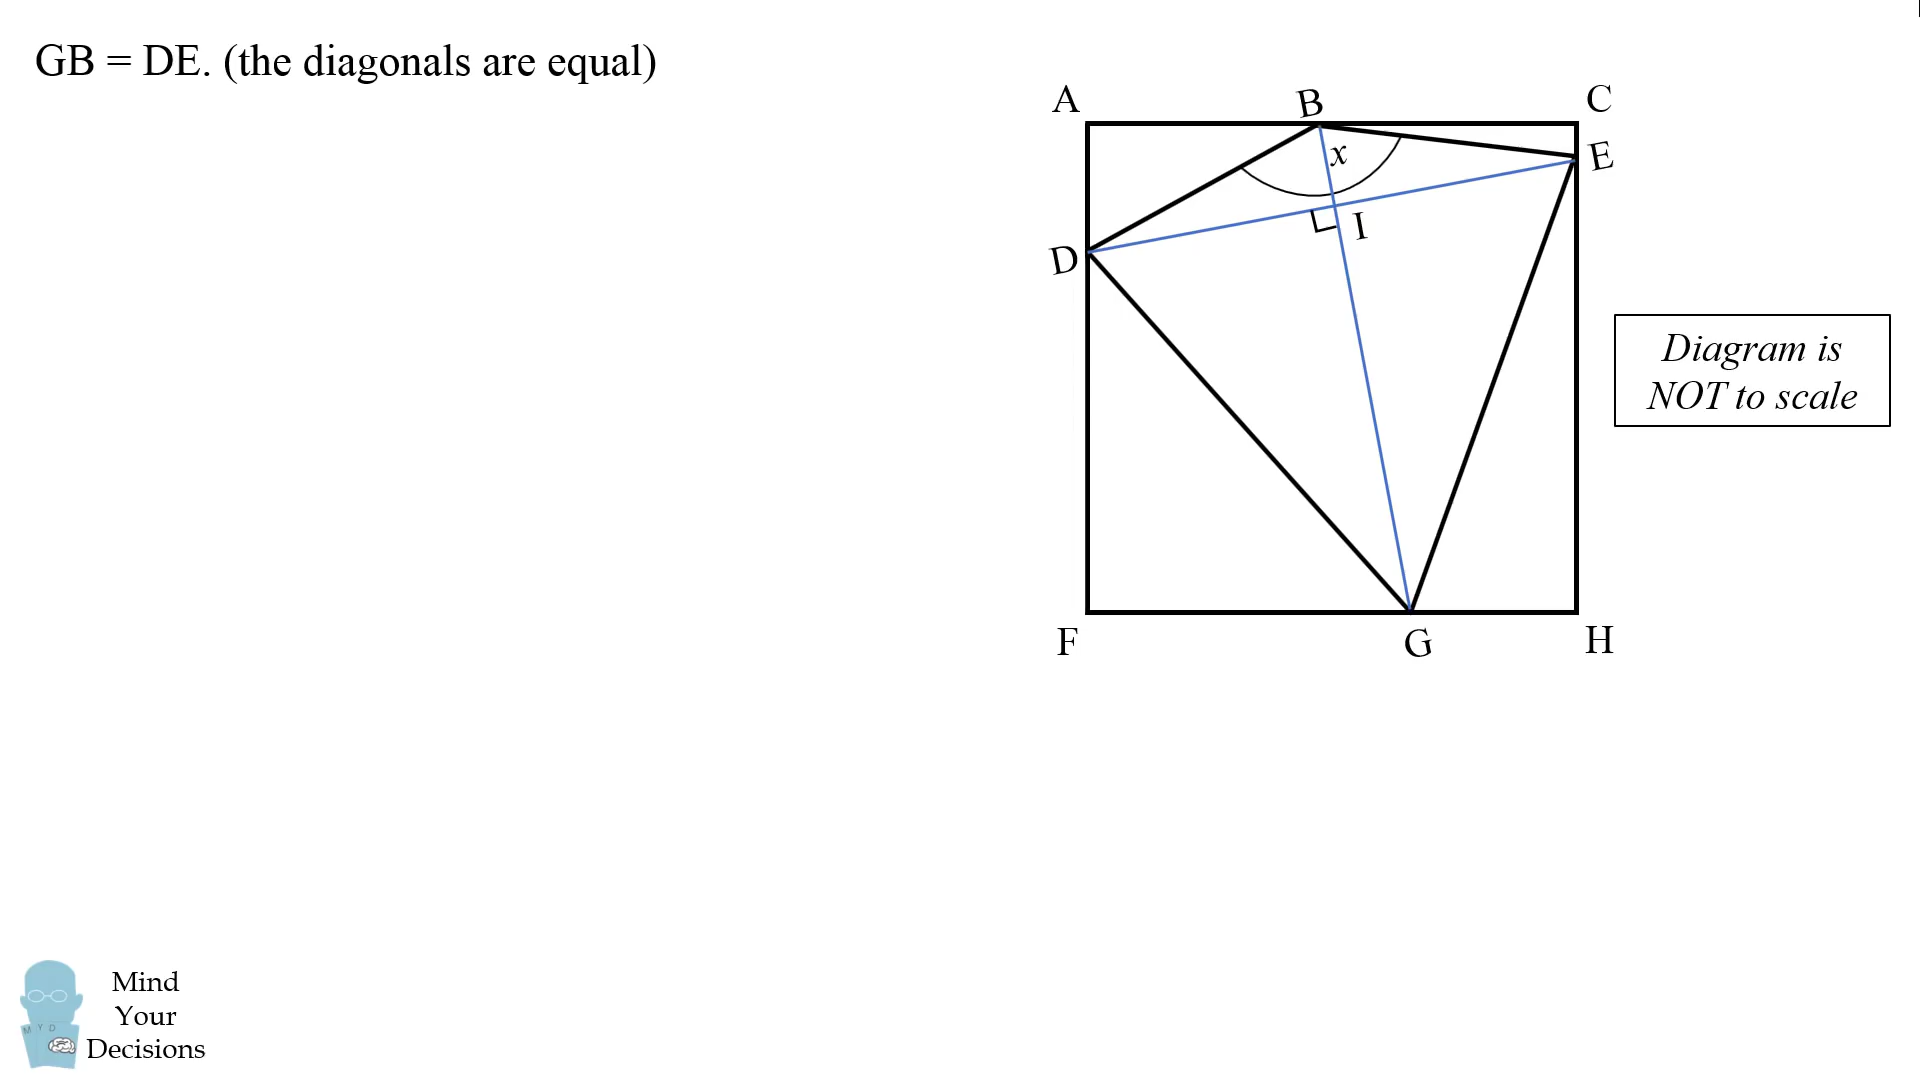 GB = DE. (the diagonals are equal)
A
B
C
x
E
I
D
Diagram is
NOT to scale
F
G
H
M Y D
Mind
Your
Decisions